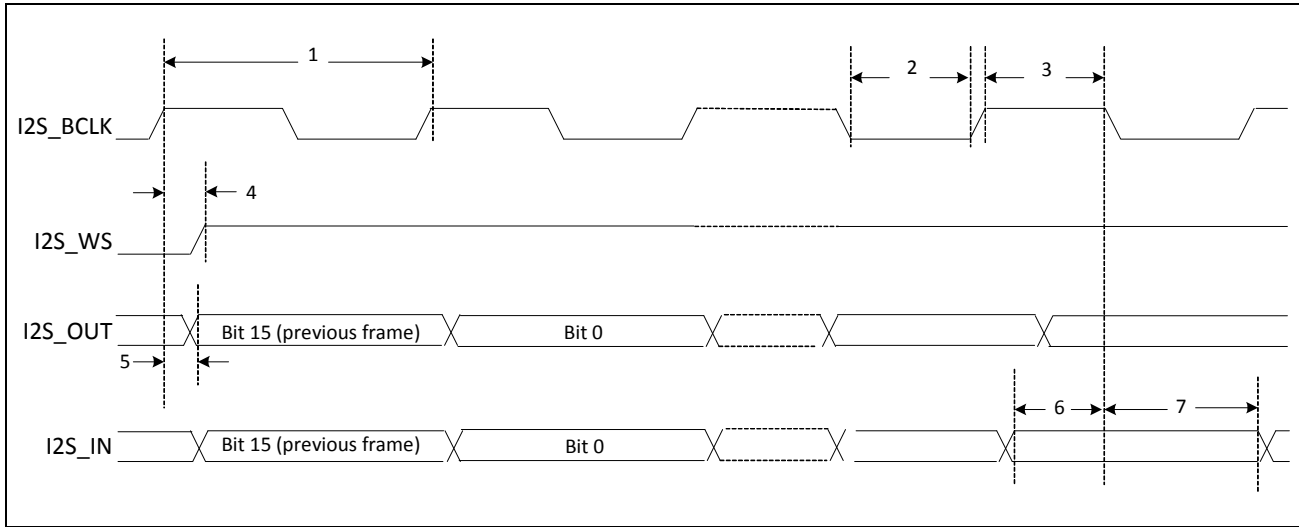 1
2
3
I2S_BCLK
4
I2S_WS
I2S_OUT
Bit 15 (previous frame)
Bit 0
5
6
7
I2S_IN
Bit 15 (previous frame)
Bit 0